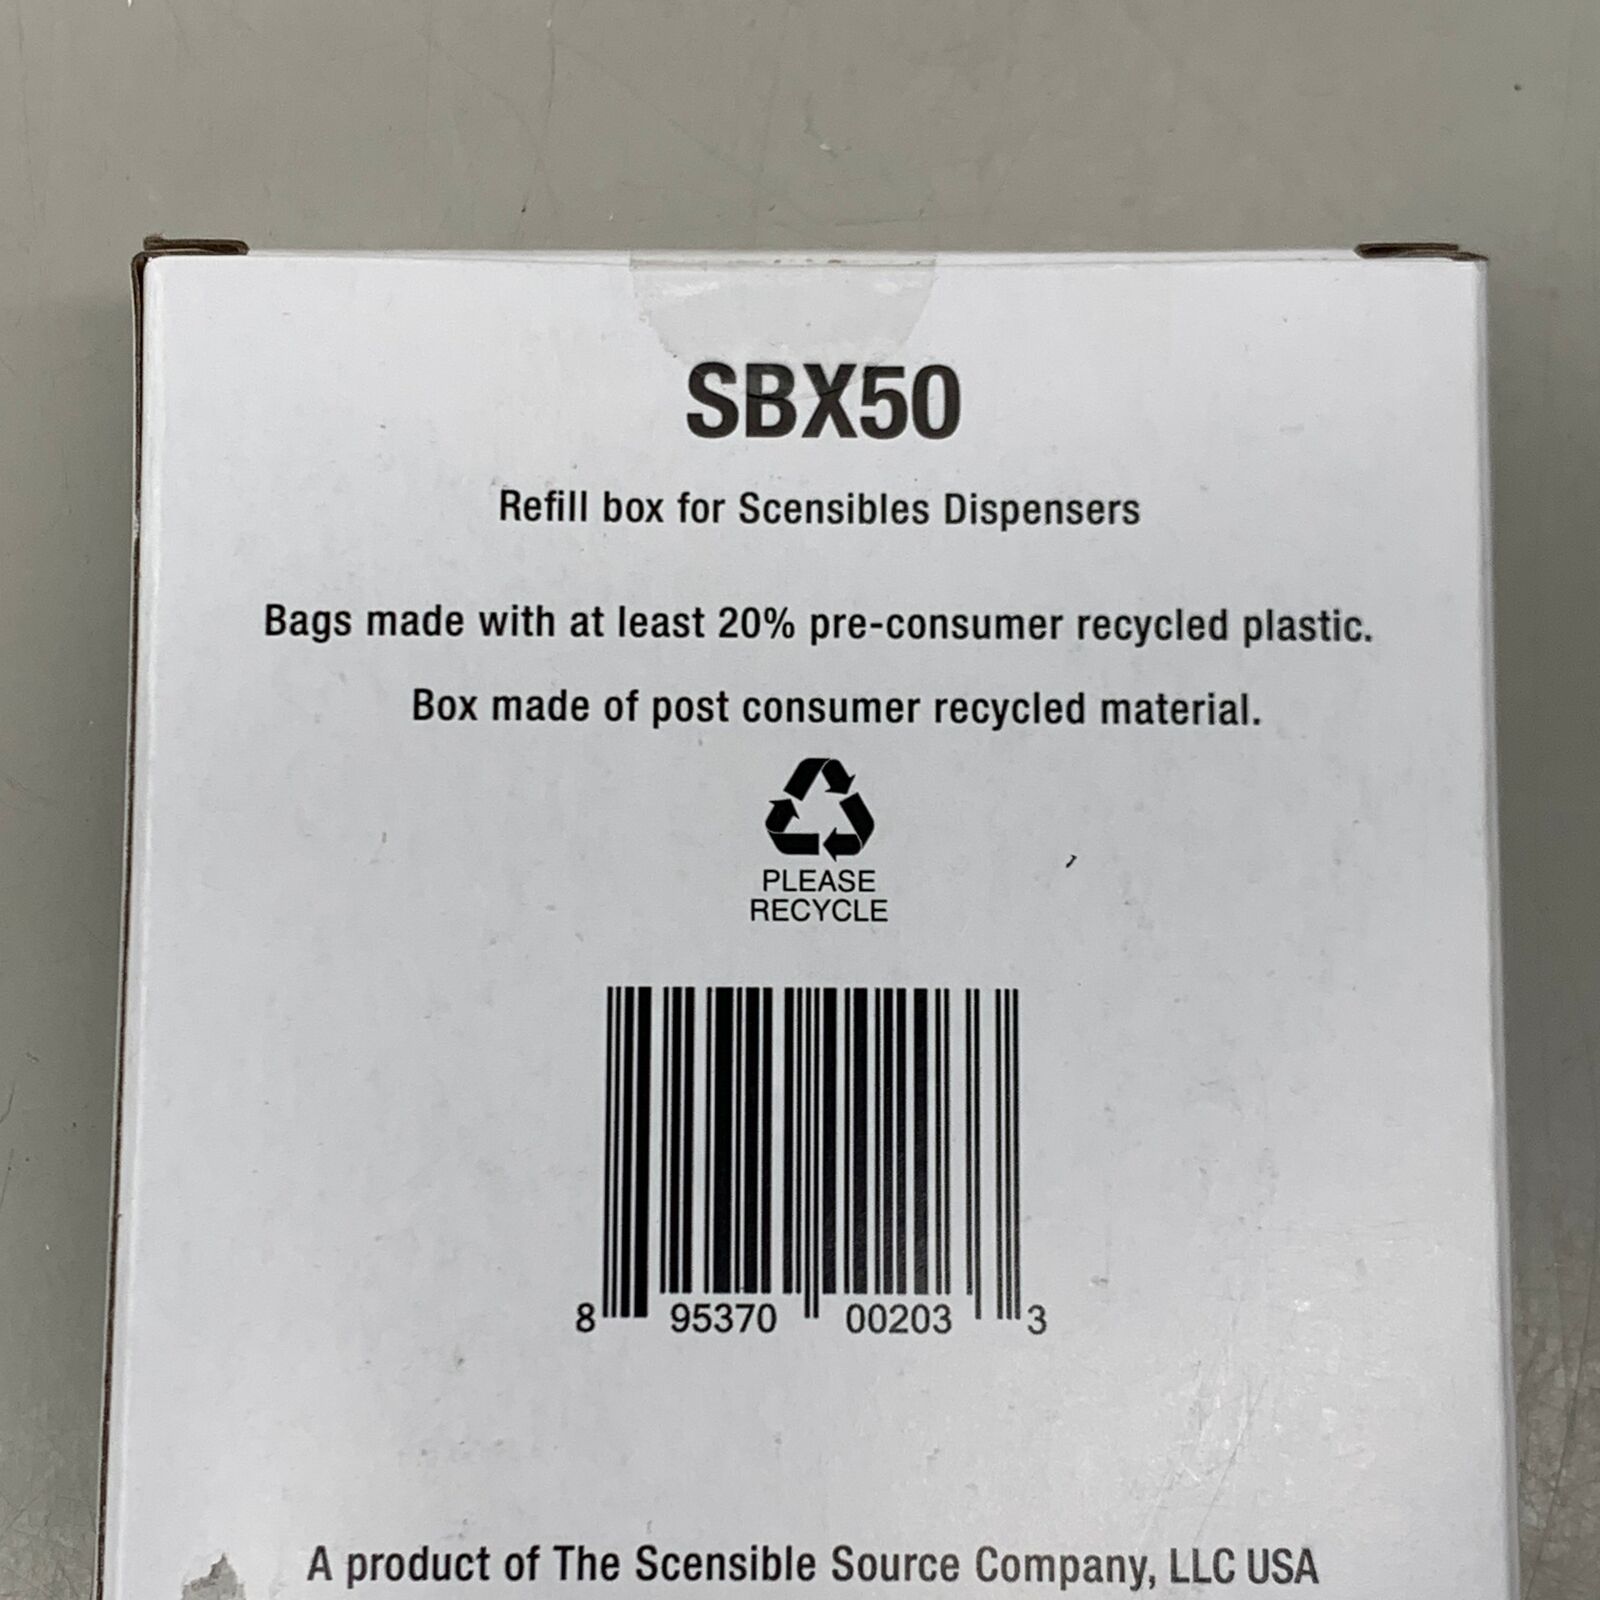 SBX50
Refill box for Scensibles Dispensers
Bags made with at least 20% pre-consumer recycled plastic.
Box made of post consumer recycled material.
PLEASE
RECYCLE
8 95370 00203 3
A product of The Scensible Source Company, LLC USA